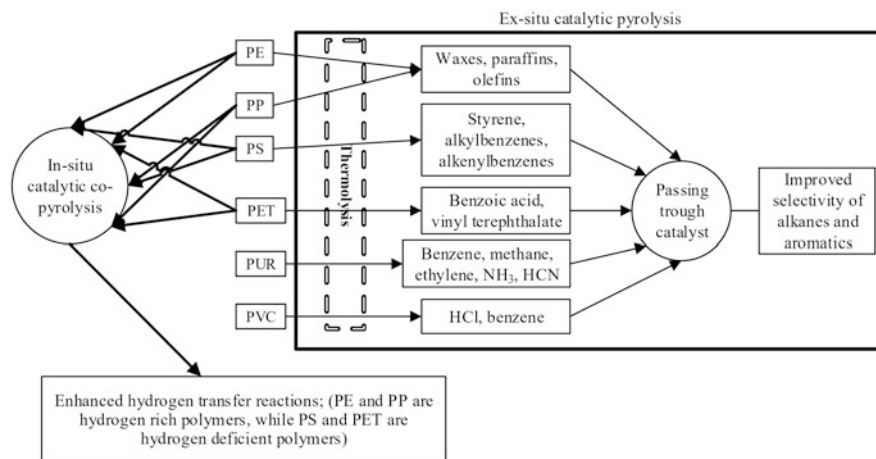 Ex-situ catalytic pyrolysis
PE
PP
PS
PET
PUR
PVC
In-situ
catalytic co-
pyrolysis
Thermolysis
Waxes, paraffins,
olefins
Styrene,
alkylbenzenes,
alkenylbenzenes
Benzoic acid,
vinyl terephthalate
Benzene, methane,
ethylene, NH₃, HCN
HCl, benzene
Passing
trough
catalyst
Improved
selectivity of
alkanes and
aromatics
Enhanced hydrogen transfer reactions; (PE and PP are
hydrogen rich polymers, while PS and PET are
hydrogen deficient polymers)